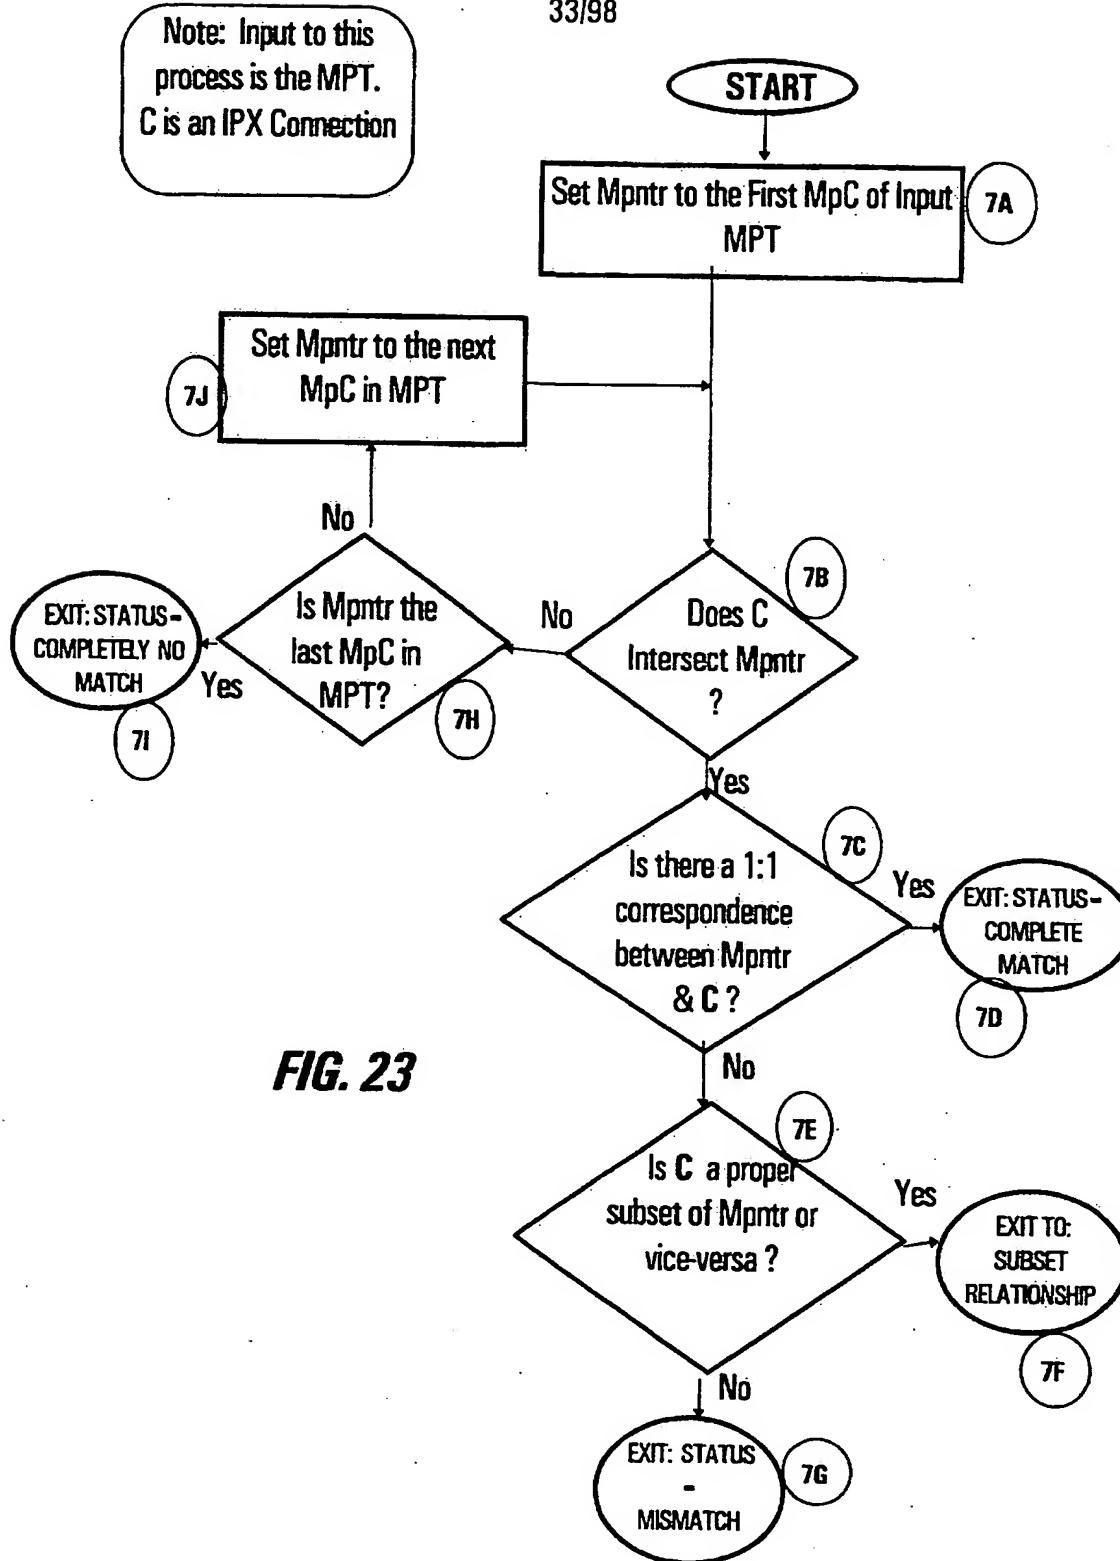 33/98
Note: Input to this
process is the MPT.
C is an IPX Connection
START
Set Mpntr to the First MpC of Input
MPT
7A
Set Mpntr to the next
MpC in MPT
7J
No
7B
Does C
Intersect Mpntr
?
No
Is Mpntr the
last MpC in
MPT?
7H
Yes
EXIT: STATUS-
COMPLETELY NO
MATCH
7I
Yes
7C
Is there a 1:1
correspondence
between Mpntr
& C ?
Yes
EXIT: STATUS-
COMPLETE
MATCH
7D
No
FIG. 23
7E
Is C a proper
subset of Mpntr or
vice-versa ?
Yes
EXIT TO:
SUBSET
RELATIONSHIP
7F
No
EXIT: STATUS
-
MISMATCH
7G